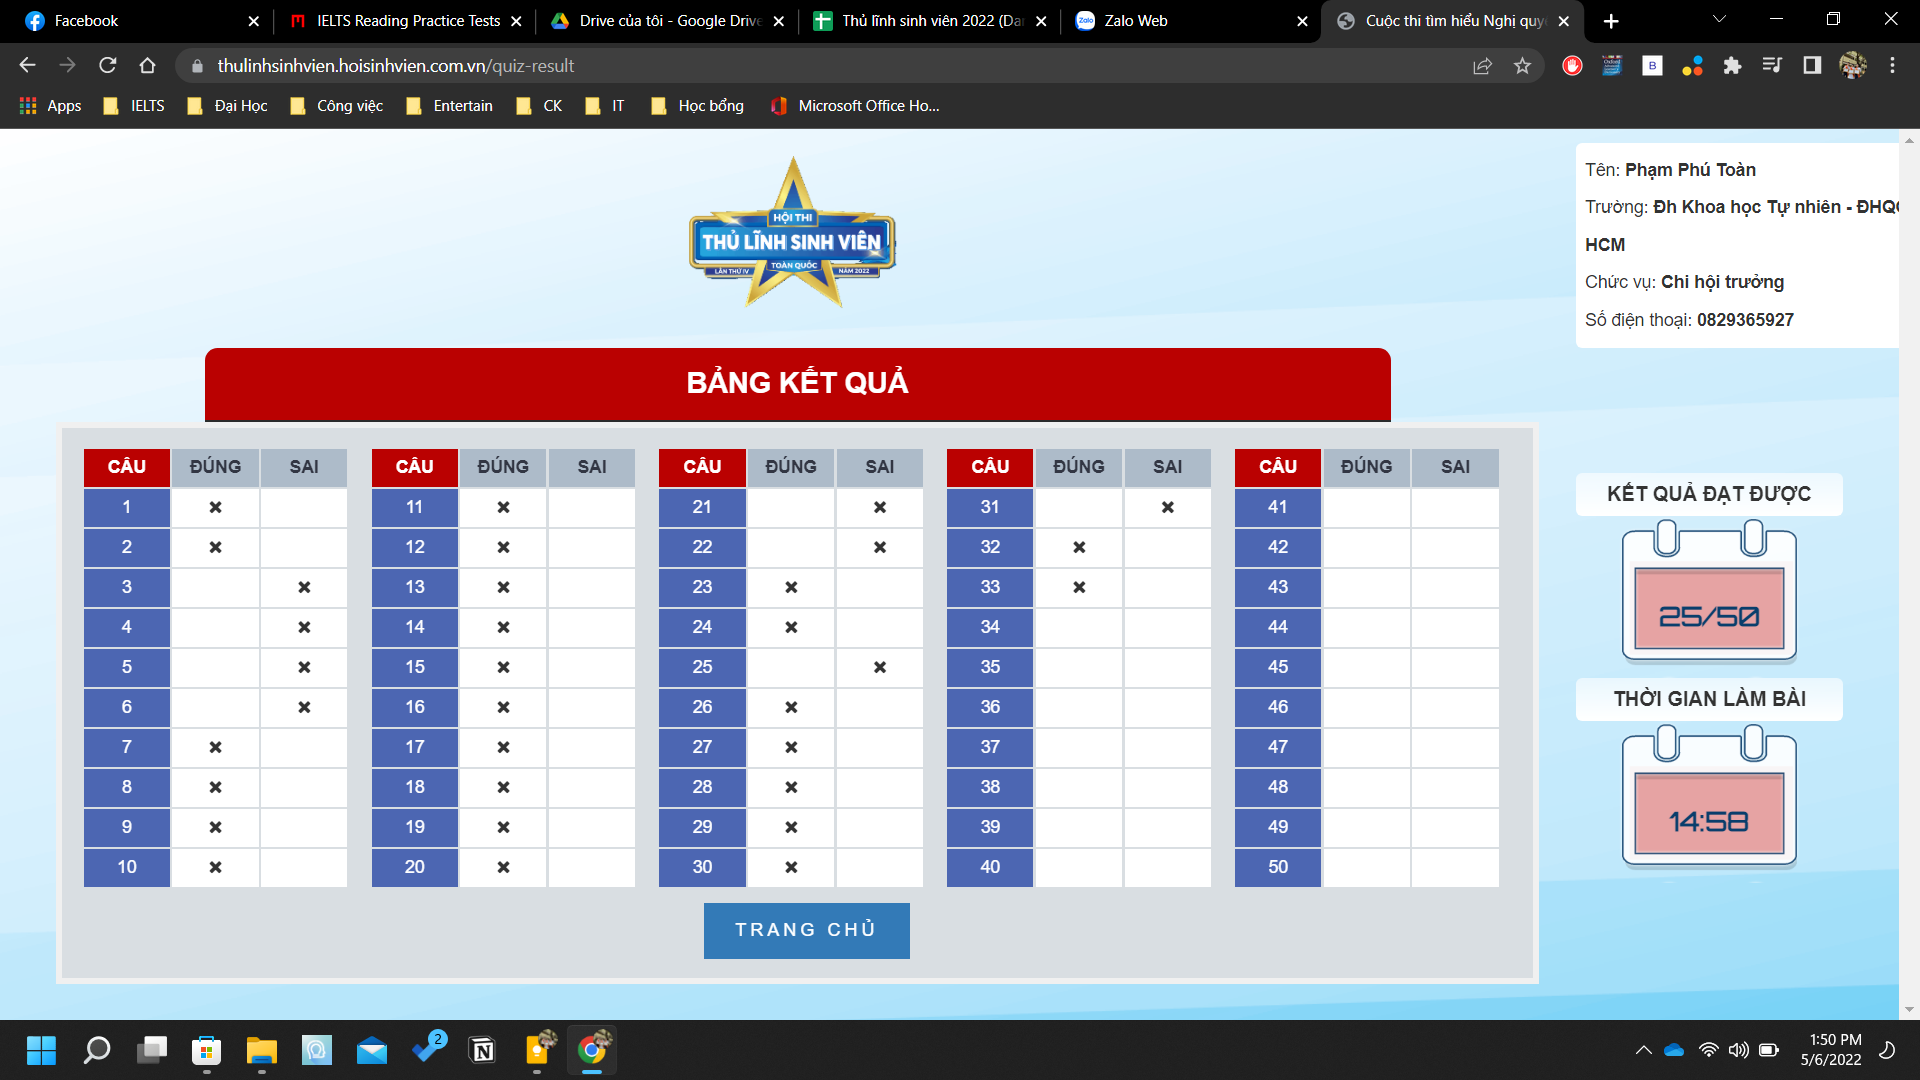 Facebook
IELTS Reading Practice Tests
Drive của tôi - Google Drive
Thủ lĩnh sinh viên 2022 (Da
Zalo Web
Cuộc thi tìm hiểu Nghị quy
thulinhsinhvien.hoisinhvien.com.vn/quiz-result
Apps
IELTS
Đại Học
Công việc
Entertain
CK
IT
Học bổng
Microsoft Office Ho...
HỘI THI
THỦ LĨNH SINH VIÊN
TOÀN QUỐC
LẦN THỨ IV
NĂM 2022
Tên: Phạm Phú Toàn
Trường: Đh Khoa học Tự nhiên - ĐHQG
HCM
Chức vụ: Chi hội trưởng
Số điện thoại: 0829365927
BẢNG KẾT QUẢ
CÂU ĐÚNG SAI CÂU ĐÚNG SAI CÂU ĐÚNG SAI CÂU ĐÚNG SAI CÂU ĐÚNG SAI
1 ✖ 11 ✖ 21 ✖ 31 ✖ 41
2 ✖ 12 ✖ 22 ✖ 32 ✖ 42
3 ✖ 13 ✖ 23 ✖ 33 ✖ 43
4 ✖ 14 ✖ 24 ✖ 34 44
5 ✖ 15 ✖ 25 ✖ 35 45
6 ✖ 16 ✖ 26 ✖ 36 46
7 ✖ 17 ✖ 27 ✖ 37 47
8 ✖ 18 ✖ 28 ✖ 38 48
9 ✖ 19 ✖ 29 ✖ 39 49
10 ✖ 20 ✖ 30 ✖ 40 50
TRANG CHỦ
KẾT QUẢ ĐẠT ĐƯỢC
25/50
THỜI GIAN LÀM BÀI
14:58
2
1:50 PM
5/6/2022